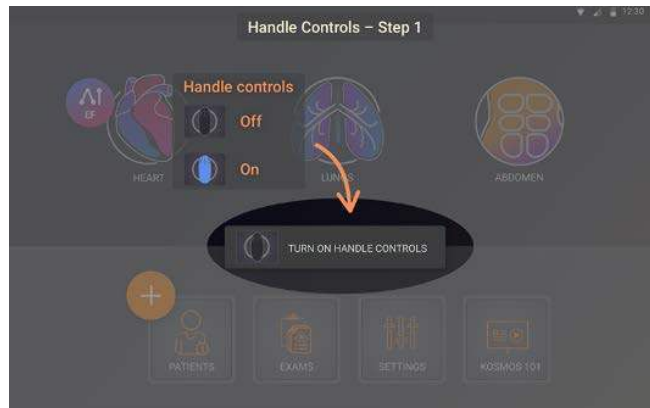 12:30
Handle Controls – Step 1
Handle controls
Off
On
EF
HEART
LUNGS
ABDOMEN
TURN ON HANDLE CONTROLS
PATIENTS
EXAMS
SETTINGS
KOSMOS 101